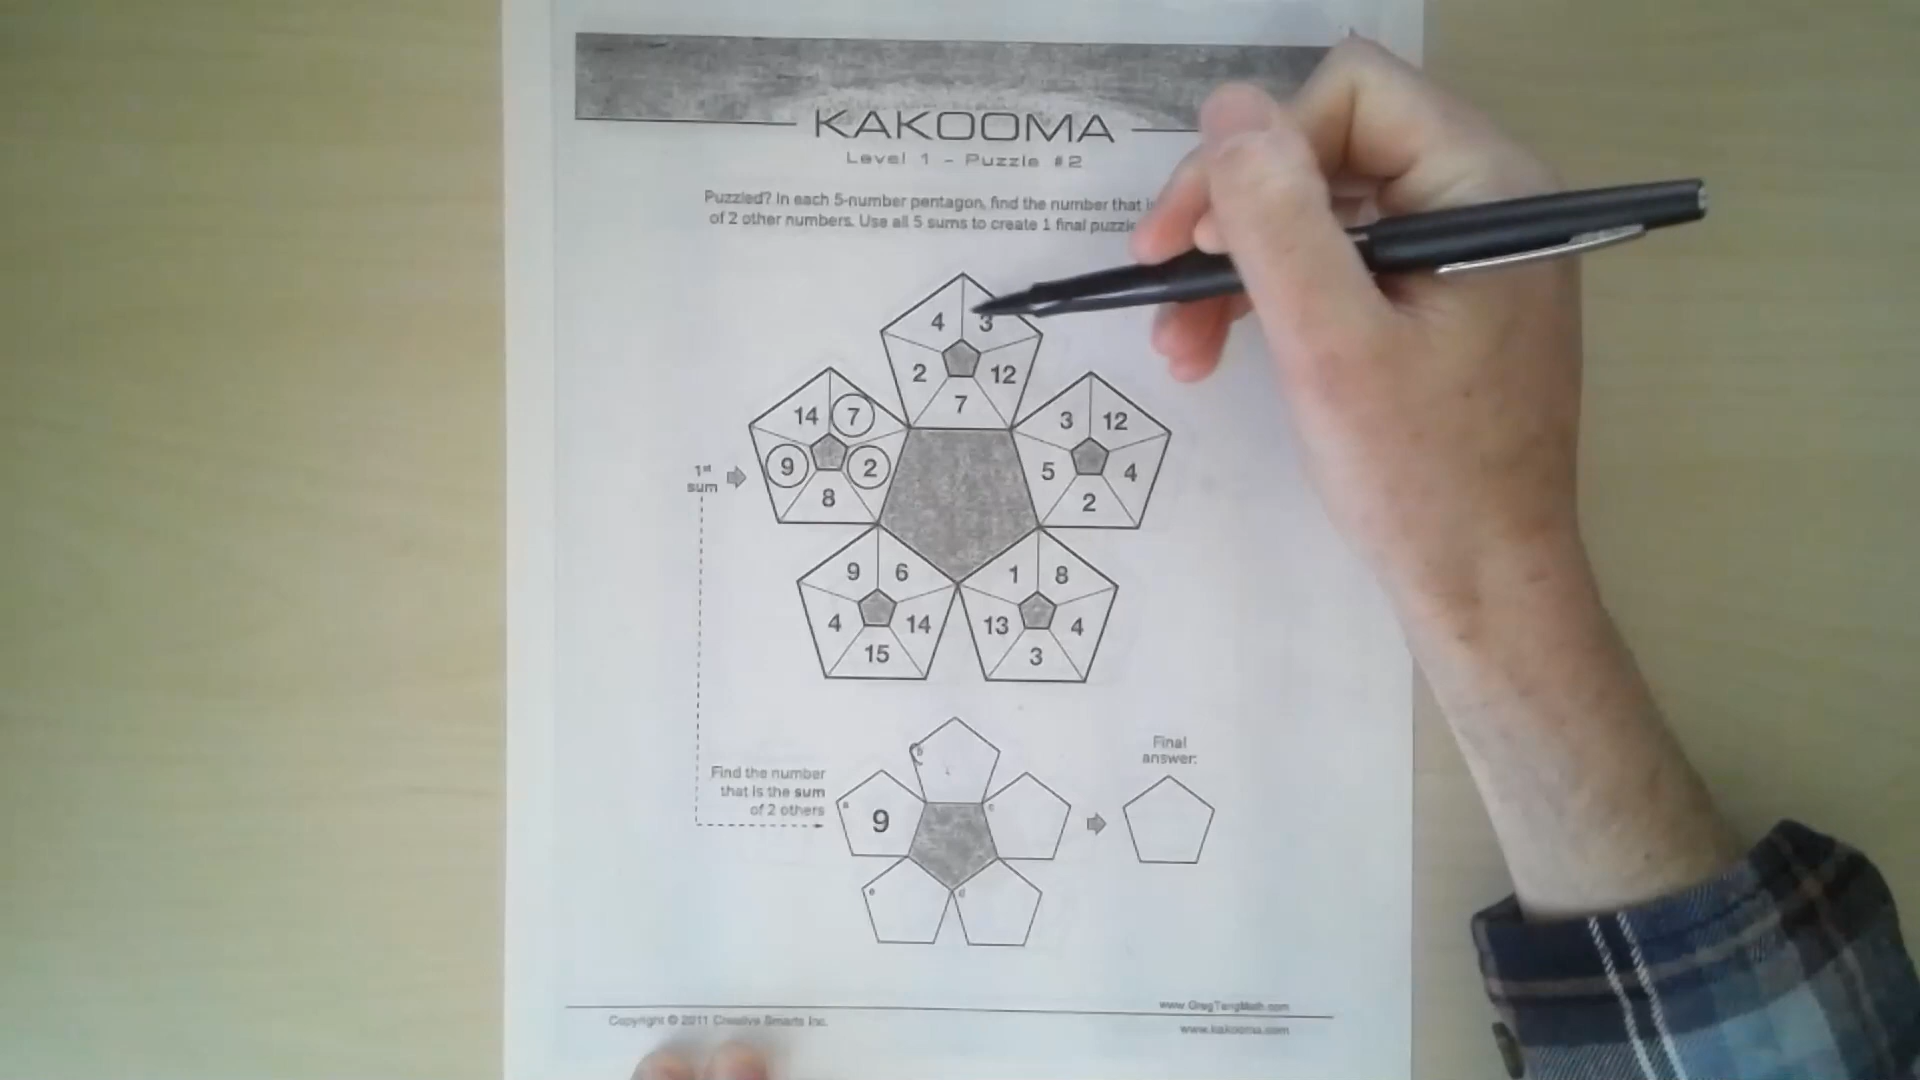 KAKOOMA
Level 1 - Puzzle #2
Puzzled? In each 5-number pentagon, find the number that
of 2 other numbers. Use all 5 sums to create 1 final
4 3
2 12
7
14 7
9 2
8
3 12
5 4
2
1st
sum
9 6
4 14
15
1 8
13 4
3
Find the number
that is the sum
of 2 others
9
a
c
e
d
Final
answer:
www.GregTangMath.com
Copyright © 2011 Creative Smarts Inc.
www.kakooma.com